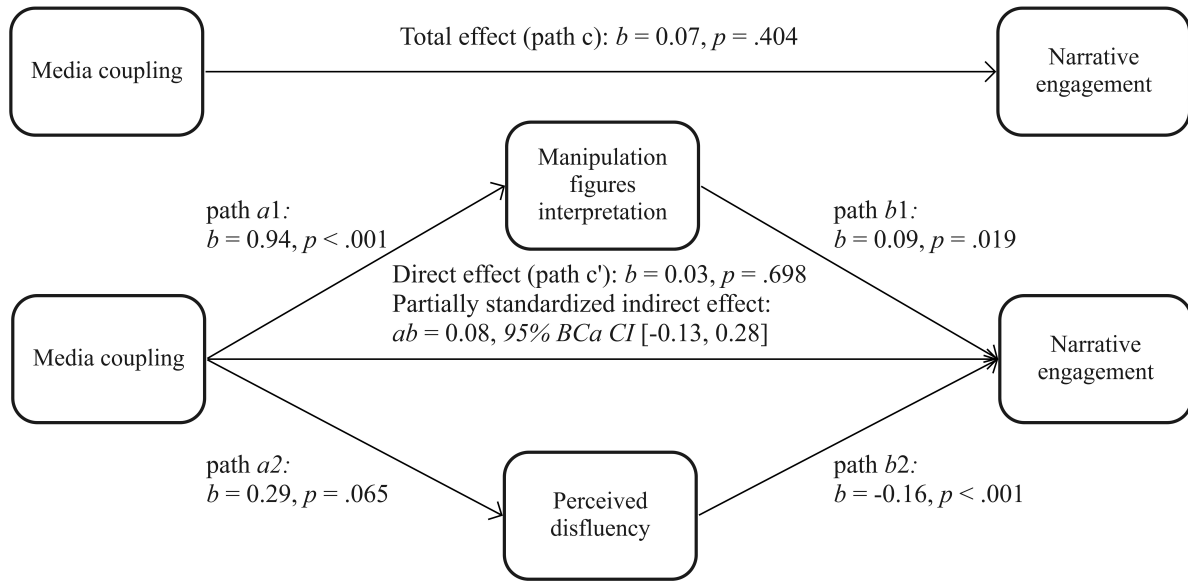 Total effect (path c): b = 0.07, p = .404
Media coupling
Narrative
engagement
Manipulation
figures
interpretation
path a1:
b = 0.94, p < .001
path b1:
b = 0.09, p = .019
Direct effect (path c'): b = 0.03, p = .698
Partially standardized indirect effect:
ab = 0.08, 95% BCa CI [-0.13, 0.28]
Media coupling
Narrative
engagement
path a2:
b = 0.29, p = .065
path b2:
b = -0.16, p < .001
Perceived
disfluency